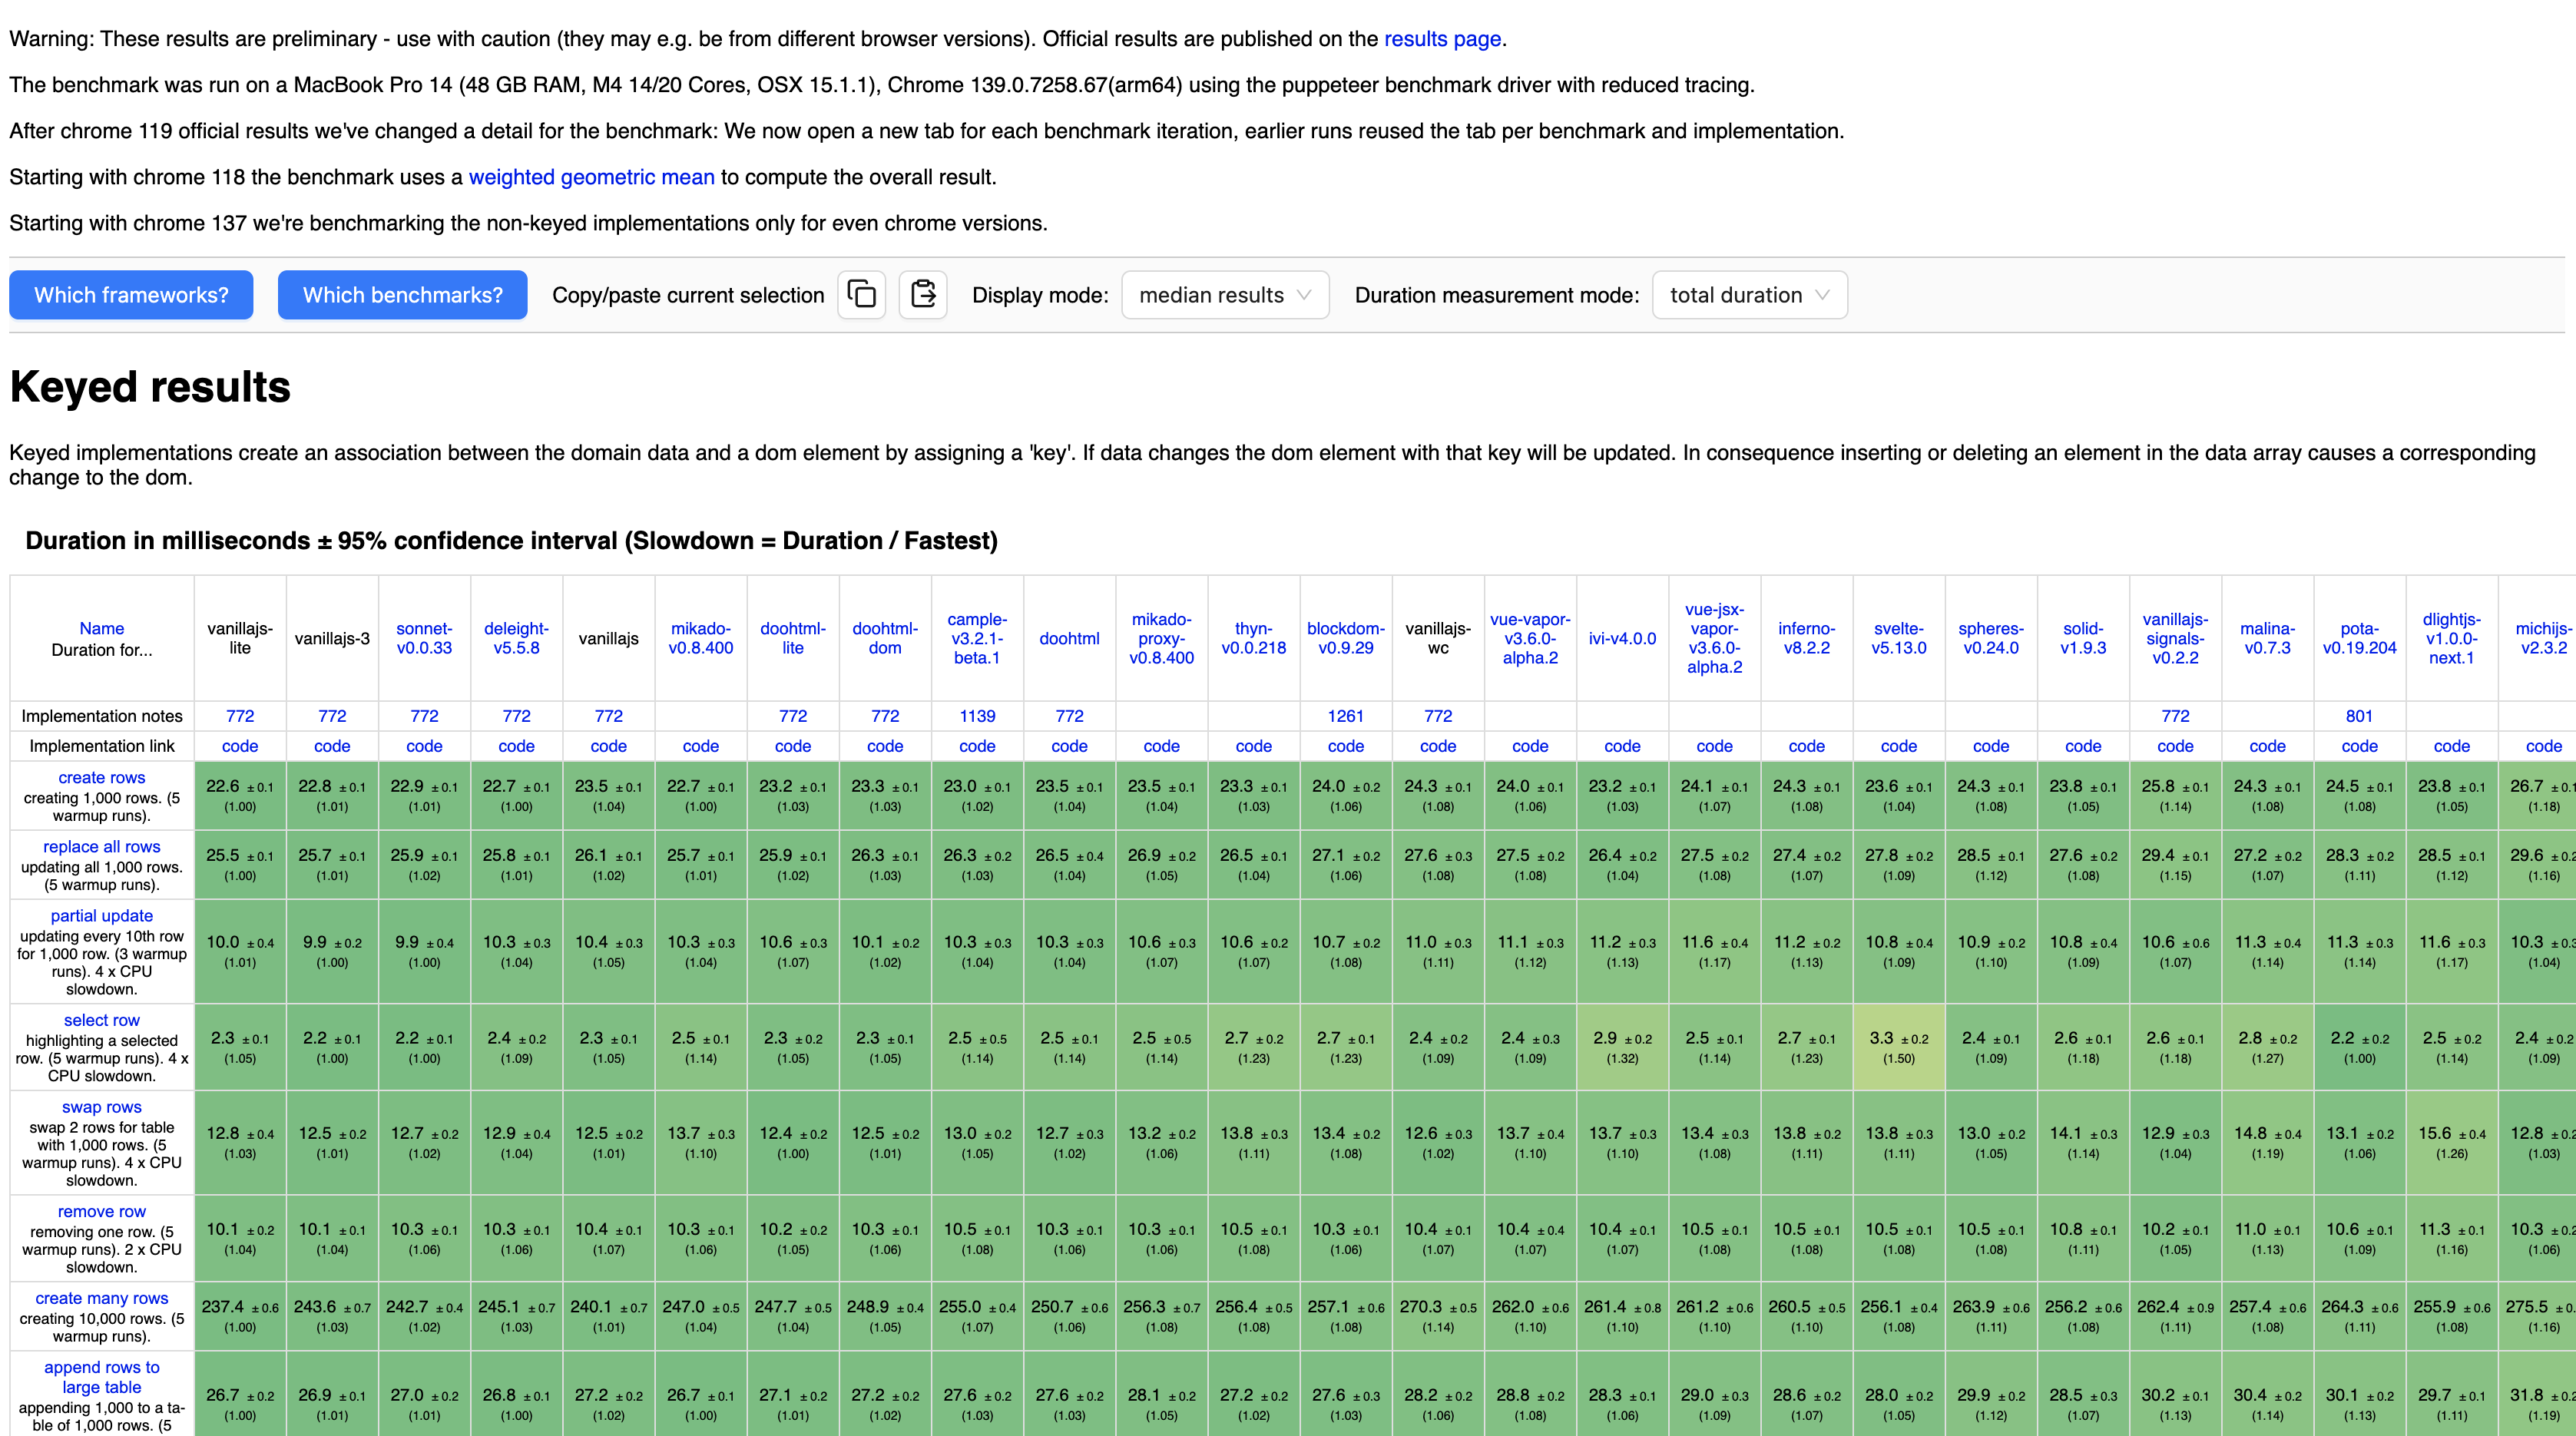 Warning: These results are preliminary - use with caution (they may e.g. be from different browser versions). Official results are published on the results page.
The benchmark was run on a MacBook Pro 14 (48 GB RAM, M4 14/20 Cores, OSX 15.1.1), Chrome 139.0.7258.67(arm64) using the puppeteer benchmark driver with reduced tracing.
After chrome 119 official results we've changed a detail for the benchmark: We now open a new tab for each benchmark iteration, earlier runs reused the tab per benchmark and implementation.
Starting with chrome 118 the benchmark uses a weighted geometric mean to compute the overall result.
Starting with chrome 137 we're benchmarking the non-keyed implementations only for even chrome versions.
Which frameworks? Which benchmarks? Copy/paste current selection Display mode: median results Duration measurement mode: total duration
Keyed results
Keyed implementations create an association between the domain data and a dom element by assigning a 'key'. If data changes the dom element with that key will be updated. In consequence inserting or deleting an element in the data array causes a corresponding
change to the dom.
Duration in milliseconds ± 95% confidence interval (Slowdown = Duration / Fastest)
Name
Duration for...
vanillajs-
lite
vanillajs-3
sonnet-
v0.0.33
deleight-
v5.5.8
vanillajs
mikado-
v0.8.400
doohtml-
lite
doohtml-
dom
cample-
v3.2.1-
beta.1
doohtml
mikado-
proxy-
v0.8.400
thyn-
v0.0.218
blockdom-
v0.9.29
vanillajs-
wc
vue-vapor-
v3.6.0-
alpha.2
ivi-v4.0.0
vue-jsx-
vapor-
v3.6.0-
alpha.2
inferno-
v8.2.2
svelte-
v5.13.0
spheres-
v0.24.0
solid-
v1.9.3
vanillajs-
signals-
v0.2.2
malina-
v0.7.3
pota-
v0.19.204
dlightjs-
v1.0.0-
next.1
michijs-
v2.3.2
Implementation notes 772 772 772 772 772 772 772 1139 772 1261 772 772 801
Implementation link code code code code code code code code code code code code code code code code code code code code code code code code code code
create rows
creating 1,000 rows. (5
warmup runs).
22.6 ±0.1 22.8 ±0.1 22.9 ±0.1 22.7 ±0.1 23.5 ±0.1 22.7 ±0.1 23.2 ±0.1 23.3 ±0.1 23.0 ±0.1 23.5 ±0.1 23.5 ±0.1 23.3 ±0.1 24.0 ±0.2 24.3 ±0.1 24.0 ±0.1 23.2 ±0.1 24.1 ±0.1 24.3 ±0.1 23.6 ±0.1 24.3 ±0.1 23.8 ±0.1 25.8 ±0.1 24.3 ±0.1 24.5 ±0.1 23.8 ±0.1 26.7 ±0.1
(1.00) (1.01) (1.01) (1.00) (1.04) (1.00) (1.03) (1.03) (1.02) (1.04) (1.04) (1.03) (1.06) (1.08) (1.06) (1.03) (1.07) (1.08) (1.04) (1.08) (1.05) (1.14) (1.08) (1.08) (1.05) (1.18)
replace all rows
updating all 1,000 rows.
(5 warmup runs).
25.5 ±0.1 25.7 ±0.1 25.9 ±0.1 25.8 ±0.1 26.1 ±0.1 25.7 ±0.1 25.9 ±0.1 26.3 ±0.1 26.3 ±0.2 26.5 ±0.4 26.9 ±0.2 26.5 ±0.1 27.1 ±0.2 27.6 ±0.3 27.5 ±0.2 26.4 ±0.2 27.5 ±0.2 27.4 ±0.2 27.8 ±0.2 28.5 ±0.1 27.6 ±0.2 29.4 ±0.1 27.2 ±0.2 28.3 ±0.2 28.5 ±0.1 29.6 ±0.2
(1.00) (1.01) (1.02) (1.01) (1.02) (1.01) (1.02) (1.03) (1.03) (1.04) (1.05) (1.04) (1.06) (1.08) (1.08) (1.04) (1.08) (1.07) (1.09) (1.12) (1.08) (1.15) (1.07) (1.11) (1.12) (1.16)
partial update
updating every 10th row
for 1,000 row. (3 warmup
runs). 4 x CPU
slowdown.
10.0 ±0.4 9.9 ±0.2 9.9 ±0.4 10.3 ±0.3 10.4 ±0.3 10.3 ±0.3 10.6 ±0.3 10.1 ±0.2 10.3 ±0.3 10.3 ±0.3 10.6 ±0.3 10.6 ±0.2 10.7 ±0.2 11.0 ±0.3 11.1 ±0.3 11.2 ±0.3 11.6 ±0.4 11.2 ±0.2 10.8 ±0.4 10.9 ±0.2 10.8 ±0.4 10.6 ±0.6 11.3 ±0.4 11.3 ±0.3 11.6 ±0.3 10.3 ±0.3
(1.01) (1.00) (1.00) (1.04) (1.05) (1.04) (1.07) (1.02) (1.04) (1.04) (1.07) (1.07) (1.08) (1.11) (1.12) (1.13) (1.17) (1.13) (1.09) (1.10) (1.09) (1.07) (1.14) (1.14) (1.17) (1.04)
select row
highlighting a selected
row. (5 warmup runs). 4 x
CPU slowdown.
2.3 ±0.1 2.2 ±0.1 2.2 ±0.1 2.4 ±0.2 2.3 ±0.1 2.5 ±0.1 2.3 ±0.2 2.3 ±0.1 2.5 ±0.5 2.5 ±0.1 2.5 ±0.5 2.7 ±0.2 2.7 ±0.1 2.4 ±0.2 2.4 ±0.3 2.9 ±0.2 2.5 ±0.1 2.7 ±0.1 3.3 ±0.2 2.4 ±0.1 2.6 ±0.1 2.6 ±0.1 2.8 ±0.2 2.2 ±0.2 2.5 ±0.2 2.4 ±0.2
(1.05) (1.00) (1.00) (1.09) (1.05) (1.14) (1.05) (1.05) (1.14) (1.14) (1.14) (1.23) (1.23) (1.09) (1.09) (1.32) (1.14) (1.23) (1.50) (1.09) (1.18) (1.18) (1.27) (1.00) (1.14) (1.09)
swap rows
swap 2 rows for table
with 1,000 rows. (5
warmup runs). 4 x CPU
slowdown.
12.8 ±0.4 12.5 ±0.2 12.7 ±0.2 12.9 ±0.4 12.5 ±0.2 13.7 ±0.3 12.4 ±0.2 12.5 ±0.2 13.0 ±0.2 12.7 ±0.3 13.2 ±0.2 13.8 ±0.3 13.4 ±0.2 12.6 ±0.3 13.7 ±0.4 13.7 ±0.3 13.4 ±0.3 13.8 ±0.2 13.8 ±0.3 13.0 ±0.2 14.1 ±0.3 12.9 ±0.3 14.8 ±0.4 13.1 ±0.2 15.6 ±0.4 12.8 ±0.2
(1.03) (1.01) (1.02) (1.04) (1.01) (1.10) (1.00) (1.01) (1.05) (1.02) (1.06) (1.11) (1.08) (1.02) (1.10) (1.10) (1.08) (1.11) (1.11) (1.05) (1.14) (1.04) (1.19) (1.06) (1.26) (1.03)
remove row
removing one row. (5
warmup runs). 2 x CPU
slowdown.
10.1 ±0.2 10.1 ±0.1 10.3 ±0.1 10.3 ±0.1 10.4 ±0.1 10.3 ±0.1 10.2 ±0.2 10.3 ±0.1 10.5 ±0.1 10.3 ±0.1 10.3 ±0.1 10.5 ±0.1 10.3 ±0.1 10.4 ±0.1 10.4 ±0.4 10.4 ±0.1 10.5 ±0.1 10.5 ±0.1 10.5 ±0.1 10.5 ±0.1 10.8 ±0.1 10.2 ±0.1 11.0 ±0.1 10.6 ±0.1 11.3 ±0.1 10.3 ±0.2
(1.04) (1.04) (1.06) (1.06) (1.07) (1.06) (1.05) (1.06) (1.08) (1.06) (1.06) (1.08) (1.06) (1.07) (1.07) (1.07) (1.08) (1.08) (1.08) (1.08) (1.11) (1.05) (1.13) (1.09) (1.16) (1.06)
create many rows
creating 10,000 rows. (5
warmup runs).
237.4 ±0.6 243.6 ±0.7 242.7 ±0.4 245.1 ±0.7 240.1 ±0.7 247.0 ±0.5 247.7 ±0.5 248.9 ±0.4 255.0 ±0.4 250.7 ±0.6 256.3 ±0.7 256.4 ±0.5 257.1 ±0.6 270.3 ±0.5 262.0 ±0.6 261.4 ±0.8 261.2 ±0.6 260.5 ±0.5 256.1 ±0.4 263.9 ±0.6 256.2 ±0.6 262.4 ±0.9 257.4 ±0.6 264.3 ±0.6 255.9 ±0.6 275.5 ±0.
(1.00) (1.03) (1.02) (1.03) (1.01) (1.04) (1.04) (1.05) (1.07) (1.06) (1.08) (1.08) (1.08) (1.14) (1.10) (1.10) (1.10) (1.10) (1.08) (1.11) (1.08) (1.11) (1.08) (1.11) (1.08) (1.16)
append rows to
large table
appending 1,000 to a ta-
ble of 1,000 rows. (5
26.7 ±0.2 26.9 ±0.1 27.0 ±0.2 26.8 ±0.1 27.2 ±0.2 26.7 ±0.1 27.1 ±0.2 27.2 ±0.2 27.6 ±0.2 27.6 ±0.2 28.1 ±0.2 27.2 ±0.2 27.6 ±0.3 28.2 ±0.2 28.8 ±0.2 28.3 ±0.1 29.0 ±0.3 28.6 ±0.2 28.0 ±0.2 29.9 ±0.2 28.5 ±0.3 30.2 ±0.1 30.4 ±0.2 30.1 ±0.2 29.7 ±0.1 31.8 ±0.2
(1.00) (1.01) (1.01) (1.00) (1.02) (1.00) (1.01) (1.02) (1.03) (1.03) (1.05) (1.02) (1.03) (1.06) (1.08) (1.06) (1.09) (1.07) (1.05) (1.12) (1.07) (1.13) (1.14) (1.13) (1.11) (1.19)